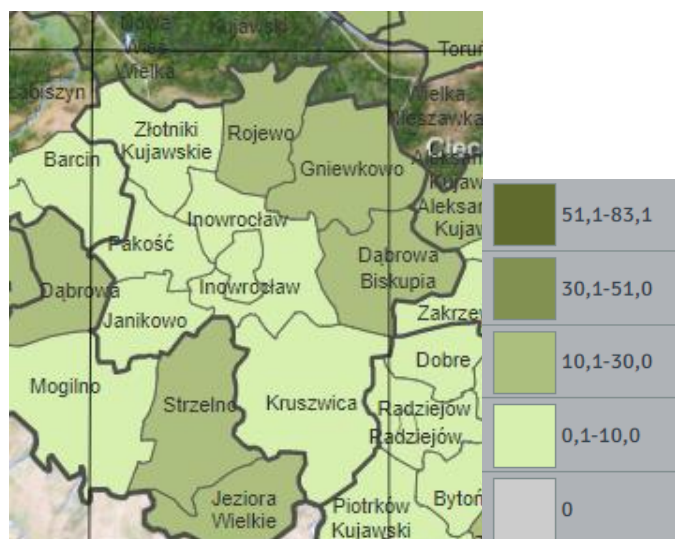 Nowa
Wieś
Wielka
Kujawski
Toruń
Złotniki
Kujawskie
Rojewo
Wielka
Nieszawka
Barcin
Gniewkowo
Inowrocław
Pakość
Dąbrowa
Biskupia
Dąbrowa
Inowrocław
Janikowo
Zakrzew
Dobre
Mogilno
Strzelno
Kruszwica
Radziejów
Radziejów
Jeziora
Wielkie
Piotrków
Kujawski
Bytoń
51,1-83,1
30,1-51,0
10,1-30,0
0,1-10,0
0